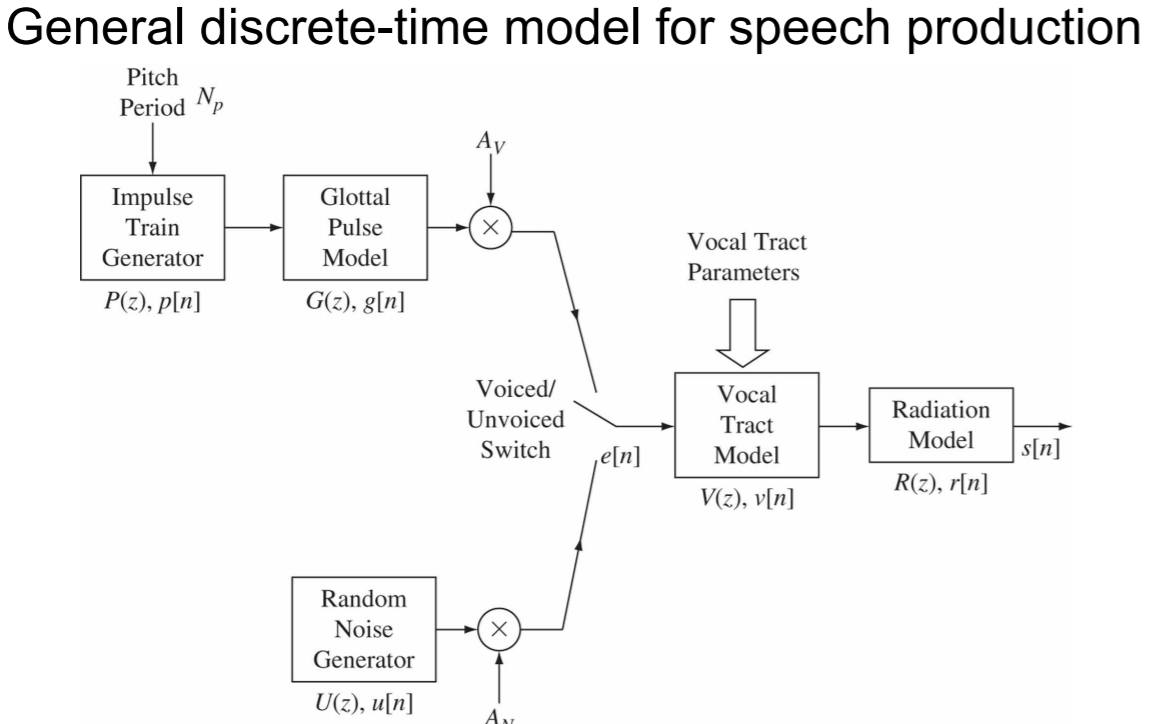 General discrete-time model for speech production
Pitch
Period N_p
A_V
Impulse
Train
Generator
P(z), p[n]
Glottal
Pulse
Model
G(z), g[n]
×
Vocal Tract
Parameters
Voiced/
Unvoiced
Switch
e[n]
Vocal
Tract
Model
V(z), v[n]
Radiation
Model
R(z), r[n]
s[n]
Random
Noise
Generator
U(z), u[n]
×
A_N